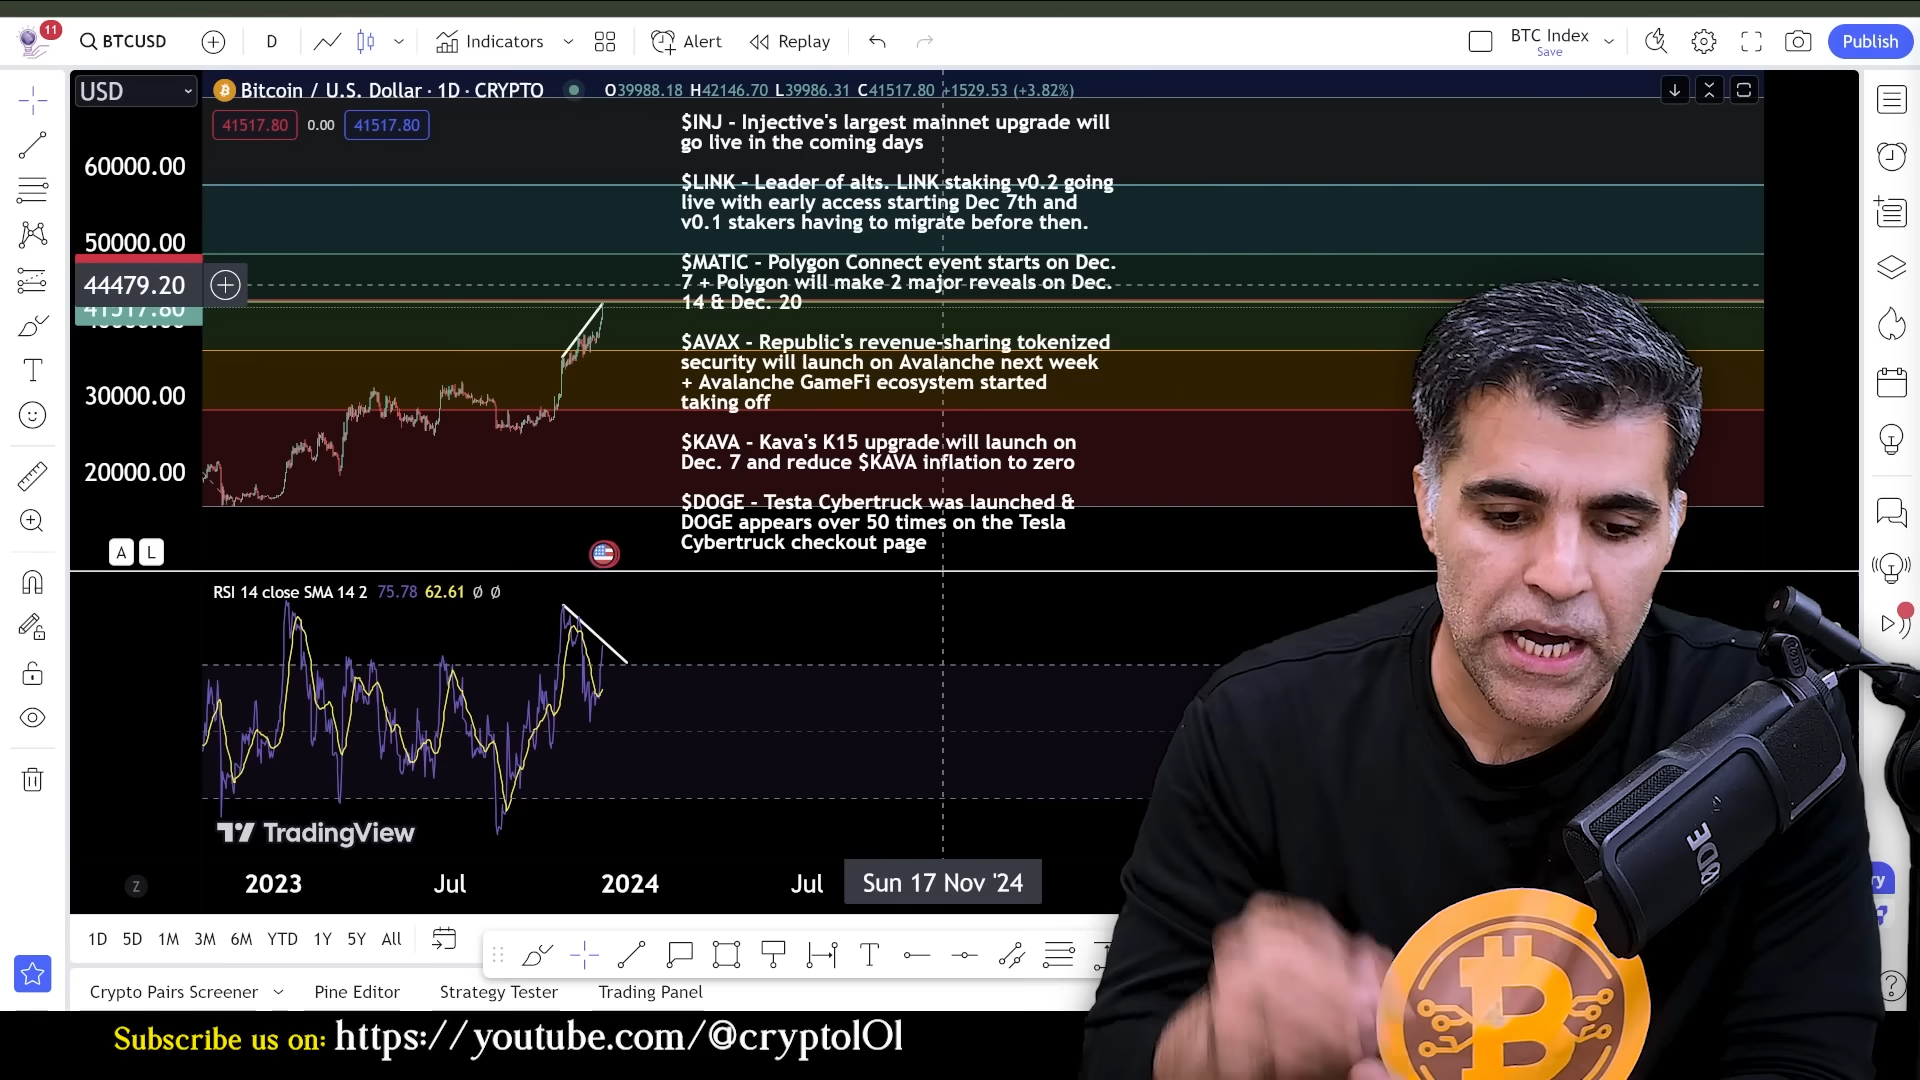 11
BTCUSD
D
Indicators
Alert
Replay
BTC Index
Save
Publish
USD
Bitcoin / U.S. Dollar · 1D · CRYPTO
O39988.18 H42146.70 L39986.31 C41517.80 +1529.53 (+3.82%)
41517.80
0.00
41517.80
60000.00
50000.00
44479.20
41517.80
30000.00
20000.00
$INJ - Injective's largest mainnet upgrade will
go live in the coming days
$LINK - Leader of alts. LINK staking v0.2 going
live with early access starting Dec 7th and
v0.1 stakers having to migrate before then.
$MATIC - Polygon Connect event starts on Dec.
7 + Polygon will make 2 major reveals on Dec.
14 & Dec. 20
$AVAX - Republic's revenue-sharing tokenized
security will launch on Avalanche next week
+ Avalanche GameFi ecosystem started
taking off
$KAVA - Kava's K15 upgrade will launch on
Dec. 7 and reduce $KAVA inflation to zero
$DOGE - Testa Cybertruck was launched &
DOGE appears over 50 times on the Tesla
Cybertruck checkout page
A L
RSI 14 close SMA 14 2 75.78 62.61 Ø Ø
TradingView
Z
2023
Jul
2024
Jul
Sun 17 Nov '24
1D 5D 1M 3M 6M YTD 1Y 5Y All
Crypto Pairs Screener
Pine Editor
Strategy Tester
Trading Panel
Subscribe us on: https://youtube.com/@crypto101